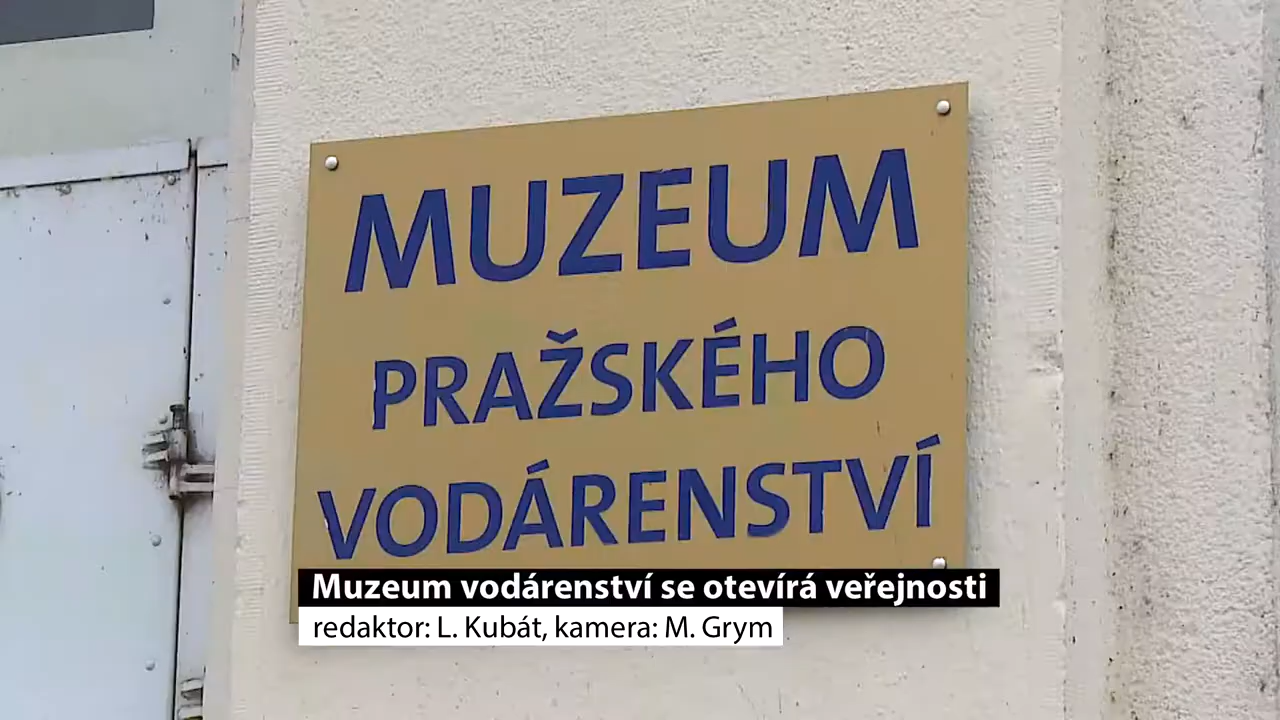 MUZEUM
PRAŽSKÉHO
VODÁRENSTVÍ
Muzeum vodárenství se otevírá veřejnosti
redaktor: L. Kubát, kamera: M. Grym